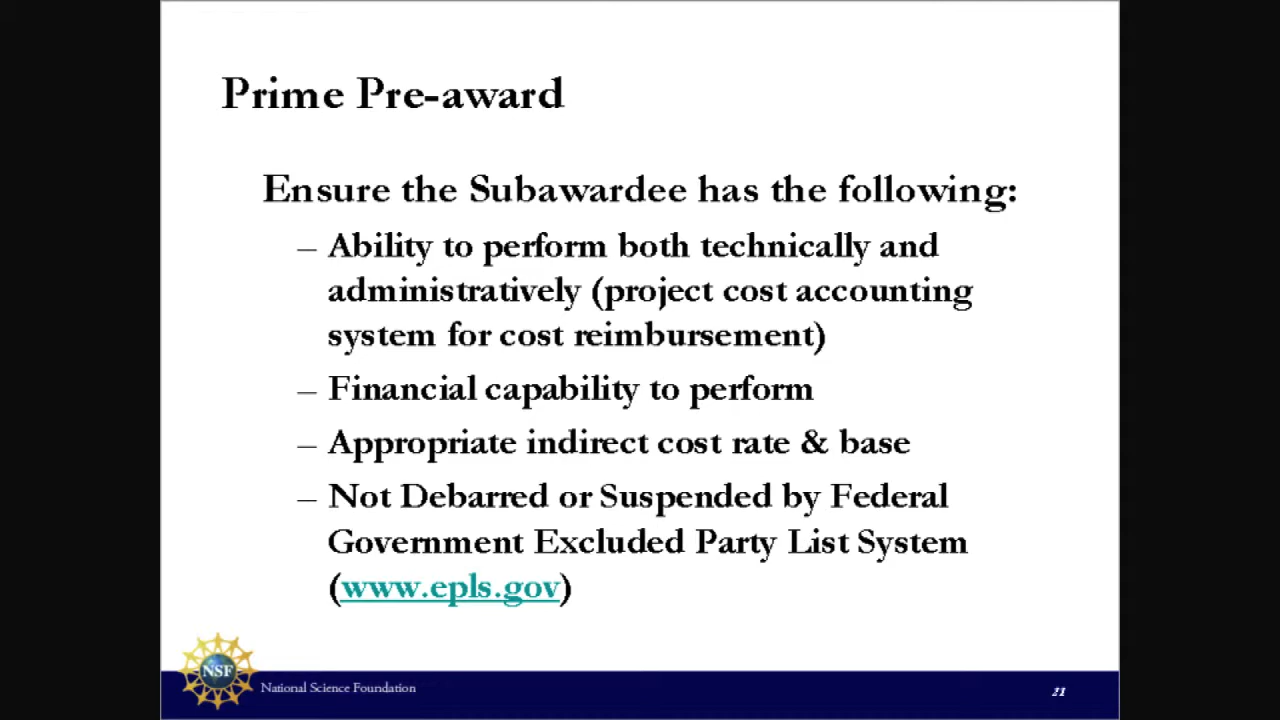 Prime Pre-award
Ensure the Subawardee has the following:
– Ability to perform both technically and
administratively (project cost accounting
system for cost reimbursement)
– Financial capability to perform
– Appropriate indirect cost rate & base
– Not Debarred or Suspended by Federal
Government Excluded Party List System
(www.epls.gov)
NSF
National Science Foundation
21